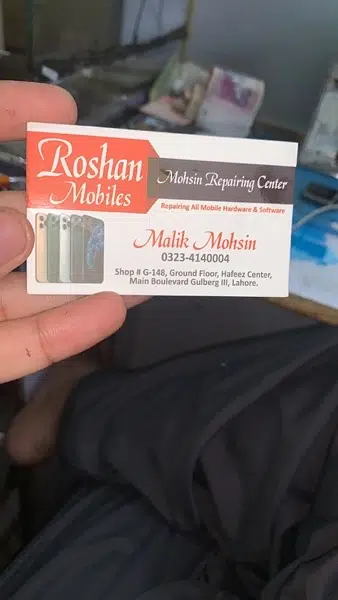 Roshan
Mobiles
Mohsin Repairing Center
Repairing All Mobile Hardware & Software
Malik Mohsin
0323-4140004
Shop # G-148, Ground Floor, Hafeez Center,
Main Boulevard Gulberg III, Lahore.